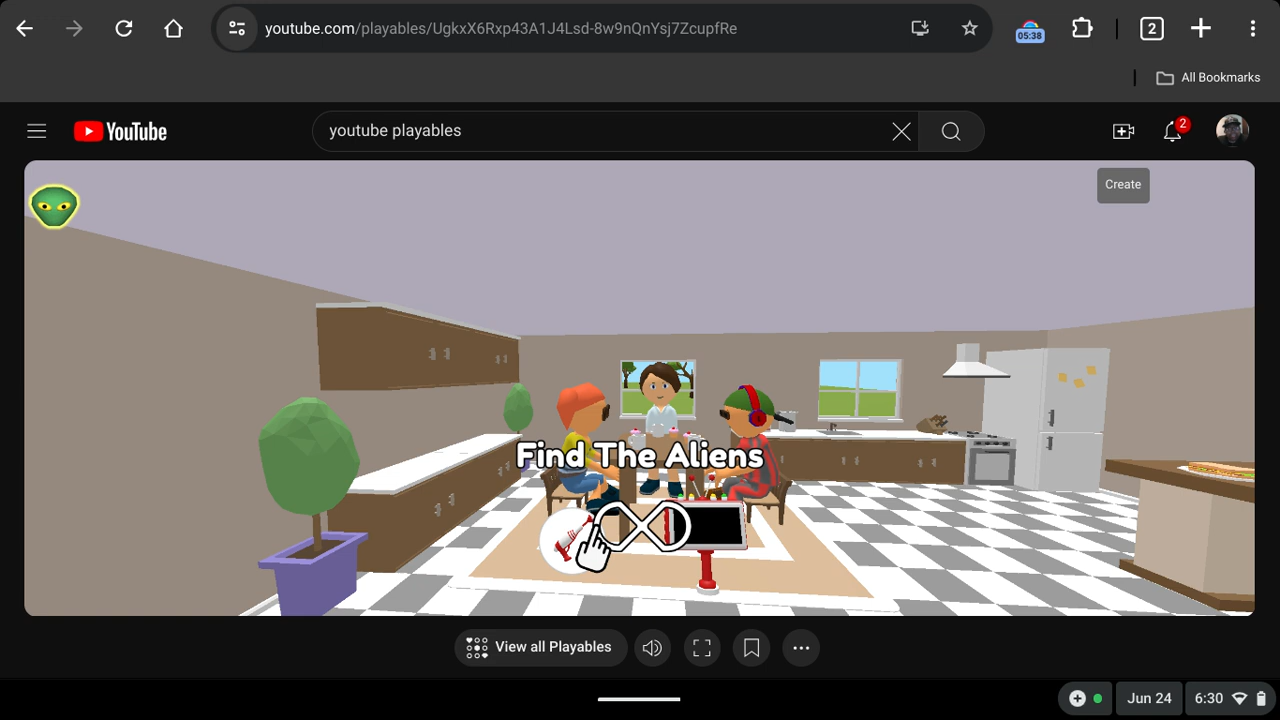 youtube.com/playables/UgkxX6Rxp43A1J4Lsd-8w9nQnYsj7ZcupfRe
05:38
2
All Bookmarks
YouTube
youtube playables
2
Create
Find The Aliens
View all Playables
Jun 24
6:30